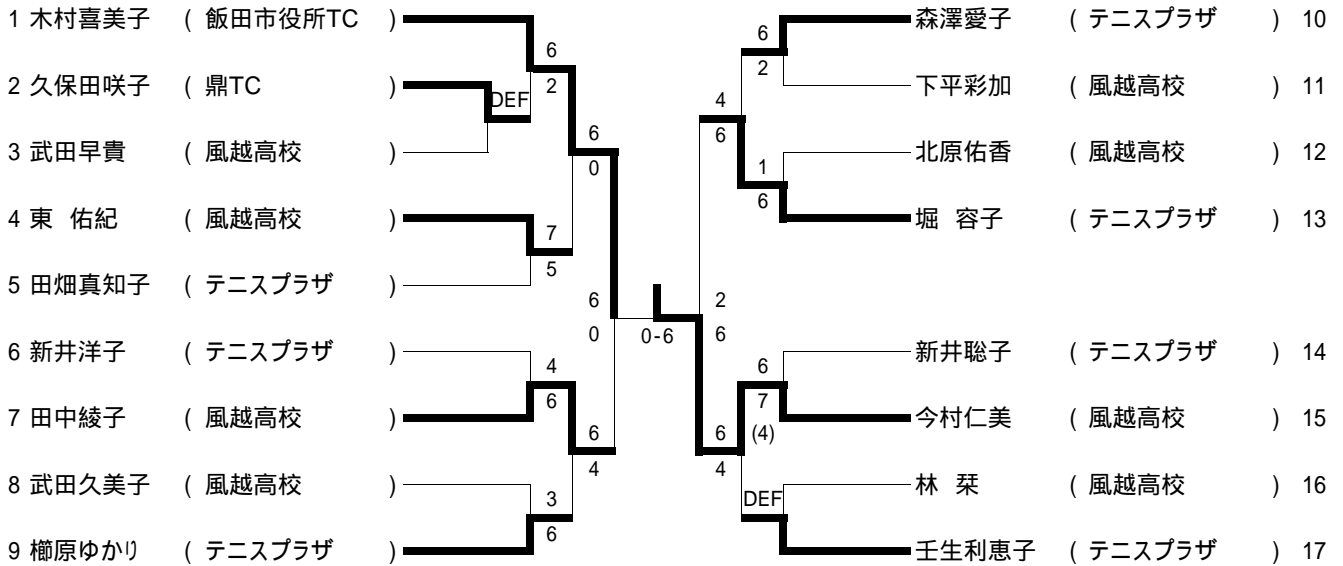 1 木村喜美子 ( 飯田市役所TC )
2 久保田咲子 ( 鼎TC )
3 武田早貴 ( 風越高校 )
4 東 佑紀 ( 風越高校 )
5 田畑真知子 ( テニスプラザ )
6 新井洋子 ( テニスプラザ )
7 田中綾子 ( 風越高校 )
8 武田久美子 ( 風越高校 )
9 櫛原ゆかり ( テニスプラザ )
6
2
DEF
7
5
4
6
3
6
6
0
6
4
6
0
0-6
2
6
4
6
6
4
6
2
1
6
6
7
(4)
DEF
森澤愛子 ( テニスプラザ ) 10
下平彩加 ( 風越高校 ) 11
北原佑香 ( 風越高校 ) 12
堀 容子 ( テニスプラザ ) 13
新井聡子 ( テニスプラザ ) 14
今村仁美 ( 風越高校 ) 15
林 栞 ( 風越高校 ) 16
壬生利恵子 ( テニスプラザ ) 17